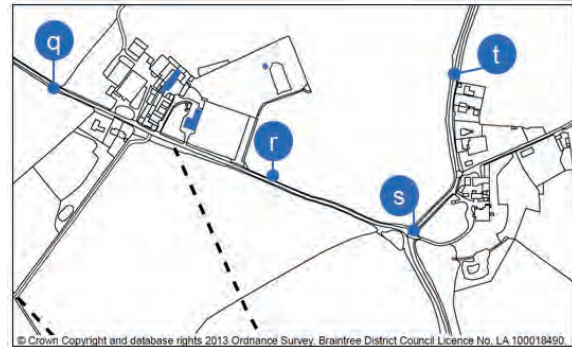 q
t
r
s
© Crown Copyright and database rights 2013 Ordnance Survey. Braintree District Council Licence No. LA 100018490.